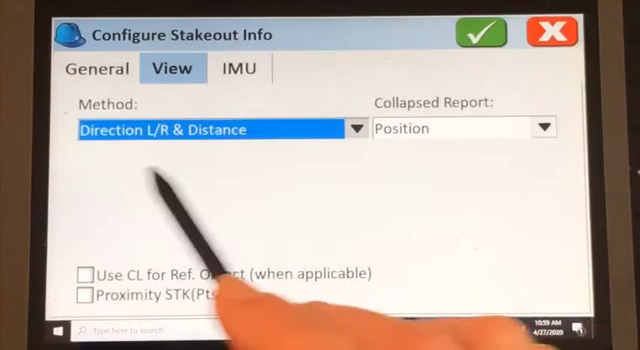 Configure Stakeout Info
General View IMU
Method: Collapsed Report:
Direction L/R & Distance Position
Use CL for Ref. (when applicable)
Proximity STK(Pts
Type here to search
10:59 AM
4/27/2020